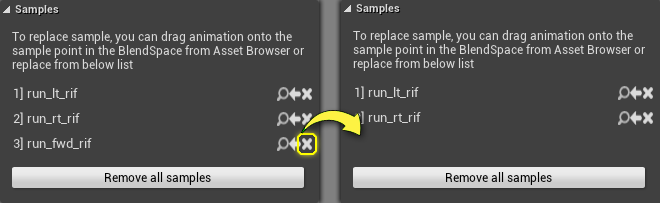 Samples
To replace sample, you can drag animation onto the
sample point in the BlendSpace from Asset Browser or
replace from below list
1] run_lt_rif
2] run_rt_rif
3] run_fwd_rif
Remove all samples
Samples
To replace sample, you can drag animation onto the
sample point in the BlendSpace from Asset Browser or
replace from below list
1] run_lt_rif
] run_rt_rif
Remove all samples